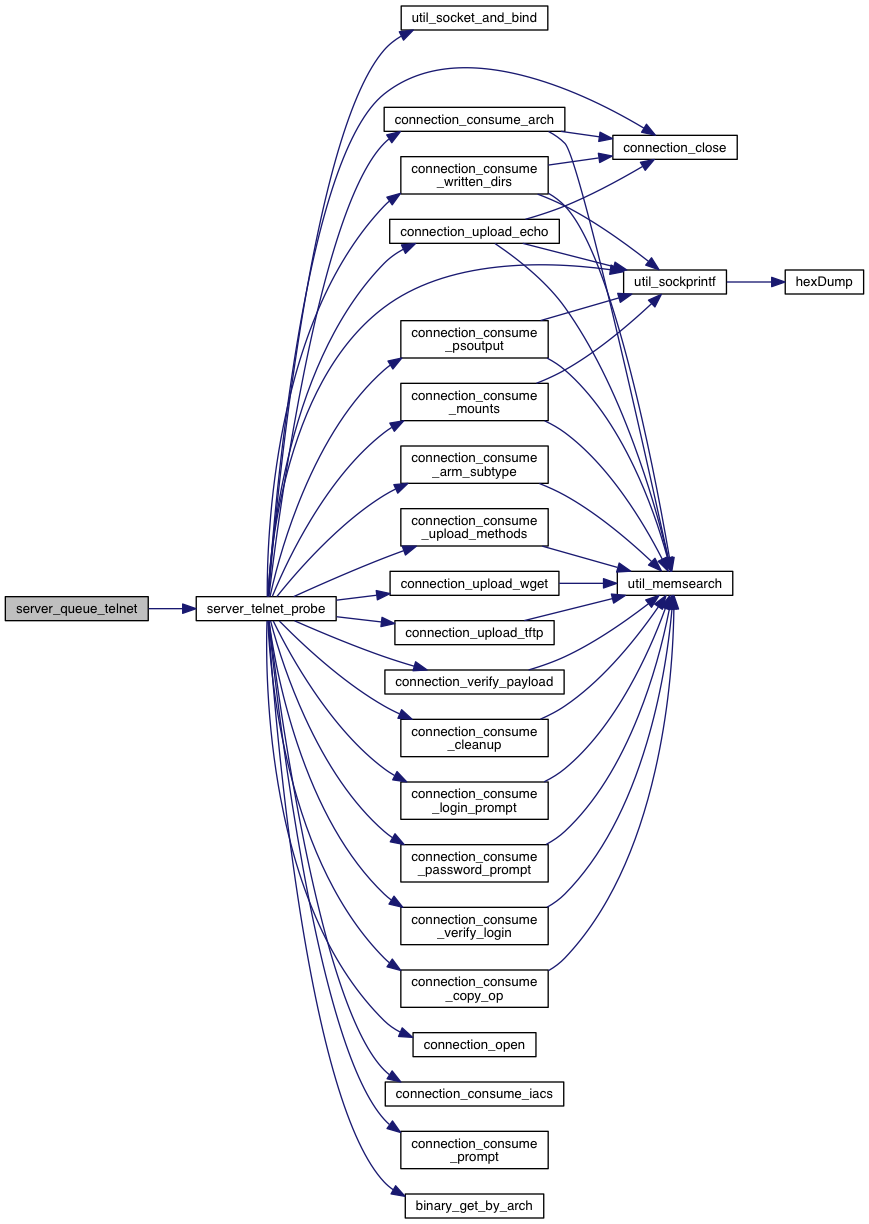 util_socket_and_bind
connection_consume_arch
connection_close
connection_consume
_written_dirs
connection_upload_echo
util_sockprintf
hexDump
connection_consume
_psoutput
connection_consume
_mounts
connection_consume
_arm_subtype
connection_consume
_upload_methods
connection_upload_wget
util_memsearch
server_queue_telnet
server_telnet_probe
connection_upload_tftp
connection_verify_payload
connection_consume
_cleanup
connection_consume
_login_prompt
connection_consume
_password_prompt
connection_consume
_verify_login
connection_consume
_copy_op
connection_open
connection_consume_iacs
connection_consume
_prompt
binary_get_by_arch